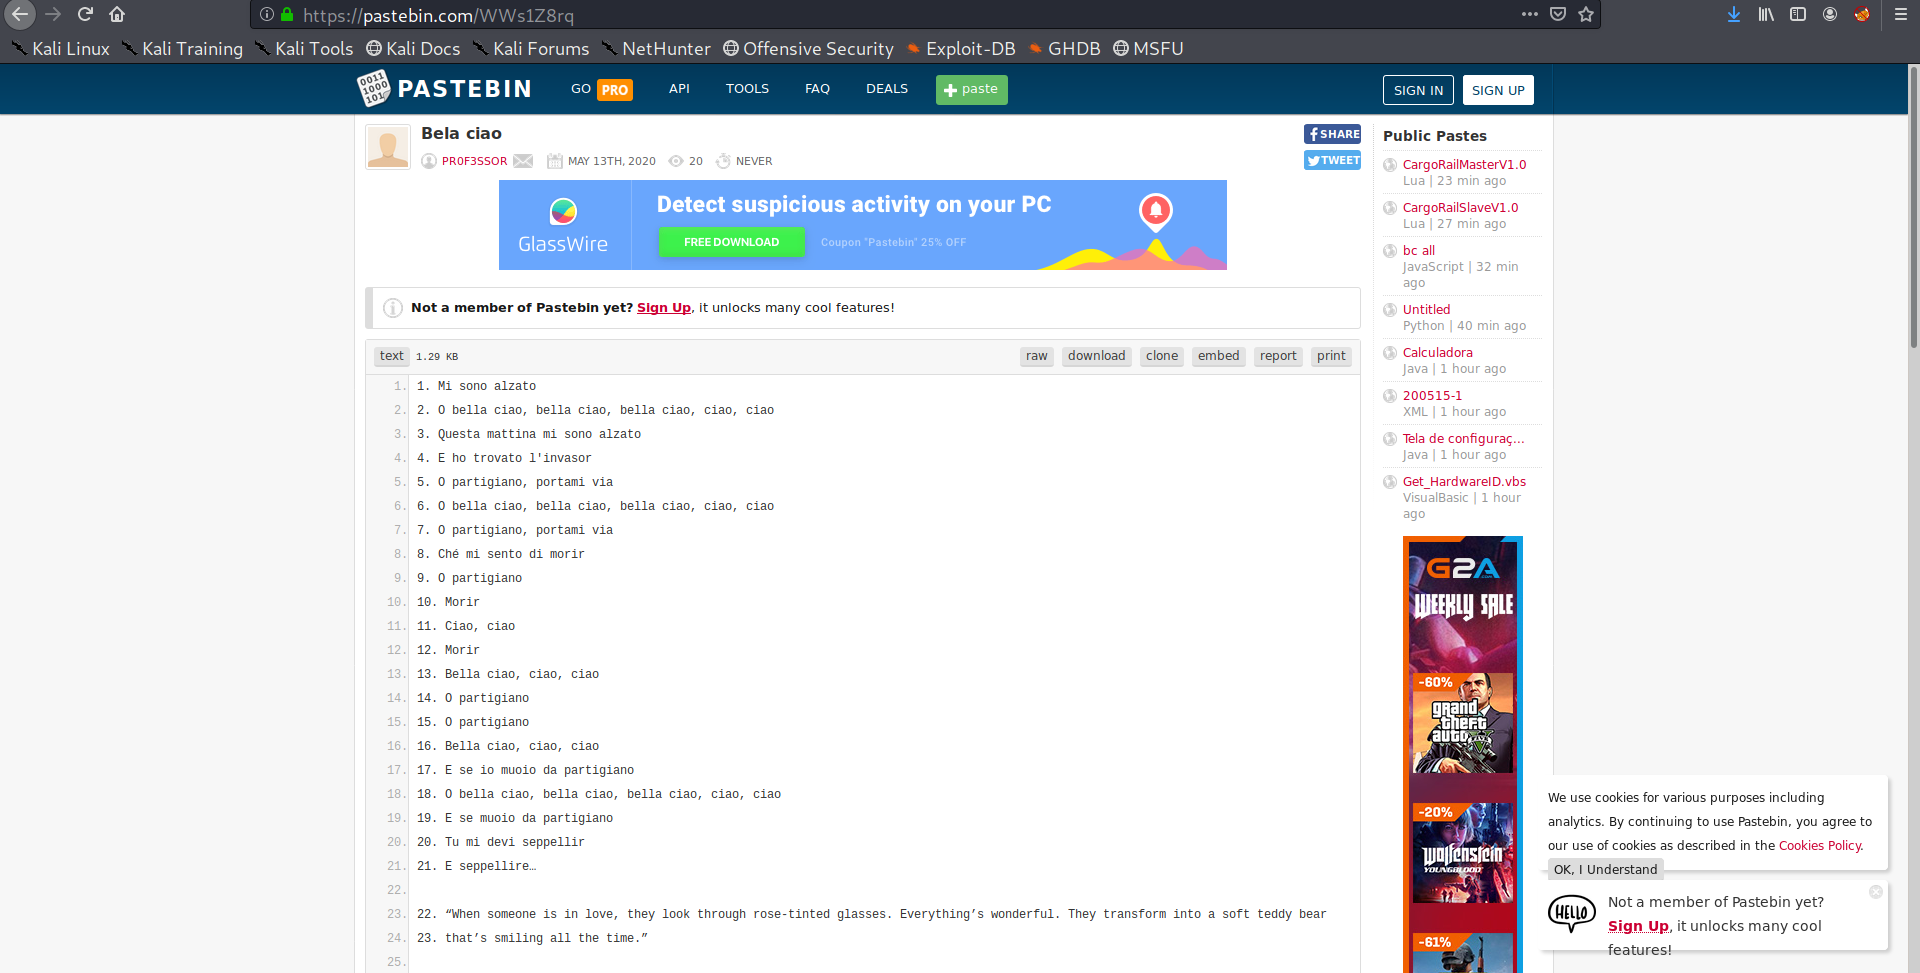 https://pastebin.com/WWs1Z8rq
Kali Linux Kali Training Kali Tools Kali Docs Kali Forums NetHunter Offensive Security Exploit-DB GHDB MSFU
0011 1000 101 PASTEBIN GO PRO API TOOLS FAQ DEALS + paste SIGN IN SIGN UP
Bela ciao
PR0F3SSOR MAY 13TH, 2020 20 NEVER
SHARE
TWEET
GlassWire
Detect suspicious activity on your PC
FREE DOWNLOAD Coupon "Pastebin" 25% OFF
Not a member of Pastebin yet? Sign Up, it unlocks many cool features!
text 1.29 KB raw download clone embed report print
1. 1. Mi sono alzato
2. 2. O bella ciao, bella ciao, bella ciao, ciao, ciao
3. 3. Questa mattina mi sono alzato
4. 4. E ho trovato l'invasor
5. 5. O partigiano, portami via
6. 6. O bella ciao, bella ciao, bella ciao, ciao, ciao
7. 7. O partigiano, portami via
8. 8. Ché mi sento di morir
9. 9. O partigiano
10. 10. Morir
11. 11. Ciao, ciao
12. 12. Morir
13. 13. Bella ciao, ciao, ciao
14. 14. O partigiano
15. 15. O partigiano
16. 16. Bella ciao, ciao, ciao
17. 17. E se io muoio da partigiano
18. 18. O bella ciao, bella ciao, bella ciao, ciao, ciao
19. 19. E se muoio da partigiano
20. 20. Tu mi devi seppellir
21. 21. E seppellire…
22.
23. 22. “When someone is in love, they look through rose-tinted glasses. Everything’s wonderful. They transform into a soft teddy bear
24. 23. that’s smiling all the time.”
25.
Public Pastes
CargoRailMasterV1.0
Lua | 23 min ago
CargoRailSlaveV1.0
Lua | 27 min ago
bc all
JavaScript | 32 min
ago
Untitled
Python | 40 min ago
Calculadora
Java | 1 hour ago
200515-1
XML | 1 hour ago
Tela de configuraç...
Java | 1 hour ago
Get_HardwareID.vbs
VisualBasic | 1 hour
ago
G2A
WEEKLY SALE
-60%
grand
theft
auto
V
-20%
Wolfenstein
YOUNGBLOOD
-61%
We use cookies for various purposes including
analytics. By continuing to use Pastebin, you agree to
our use of cookies as described in the Cookies Policy.
OK, I Understand
HELLO
Not a member of Pastebin yet?
Sign Up, it unlocks many cool
features!